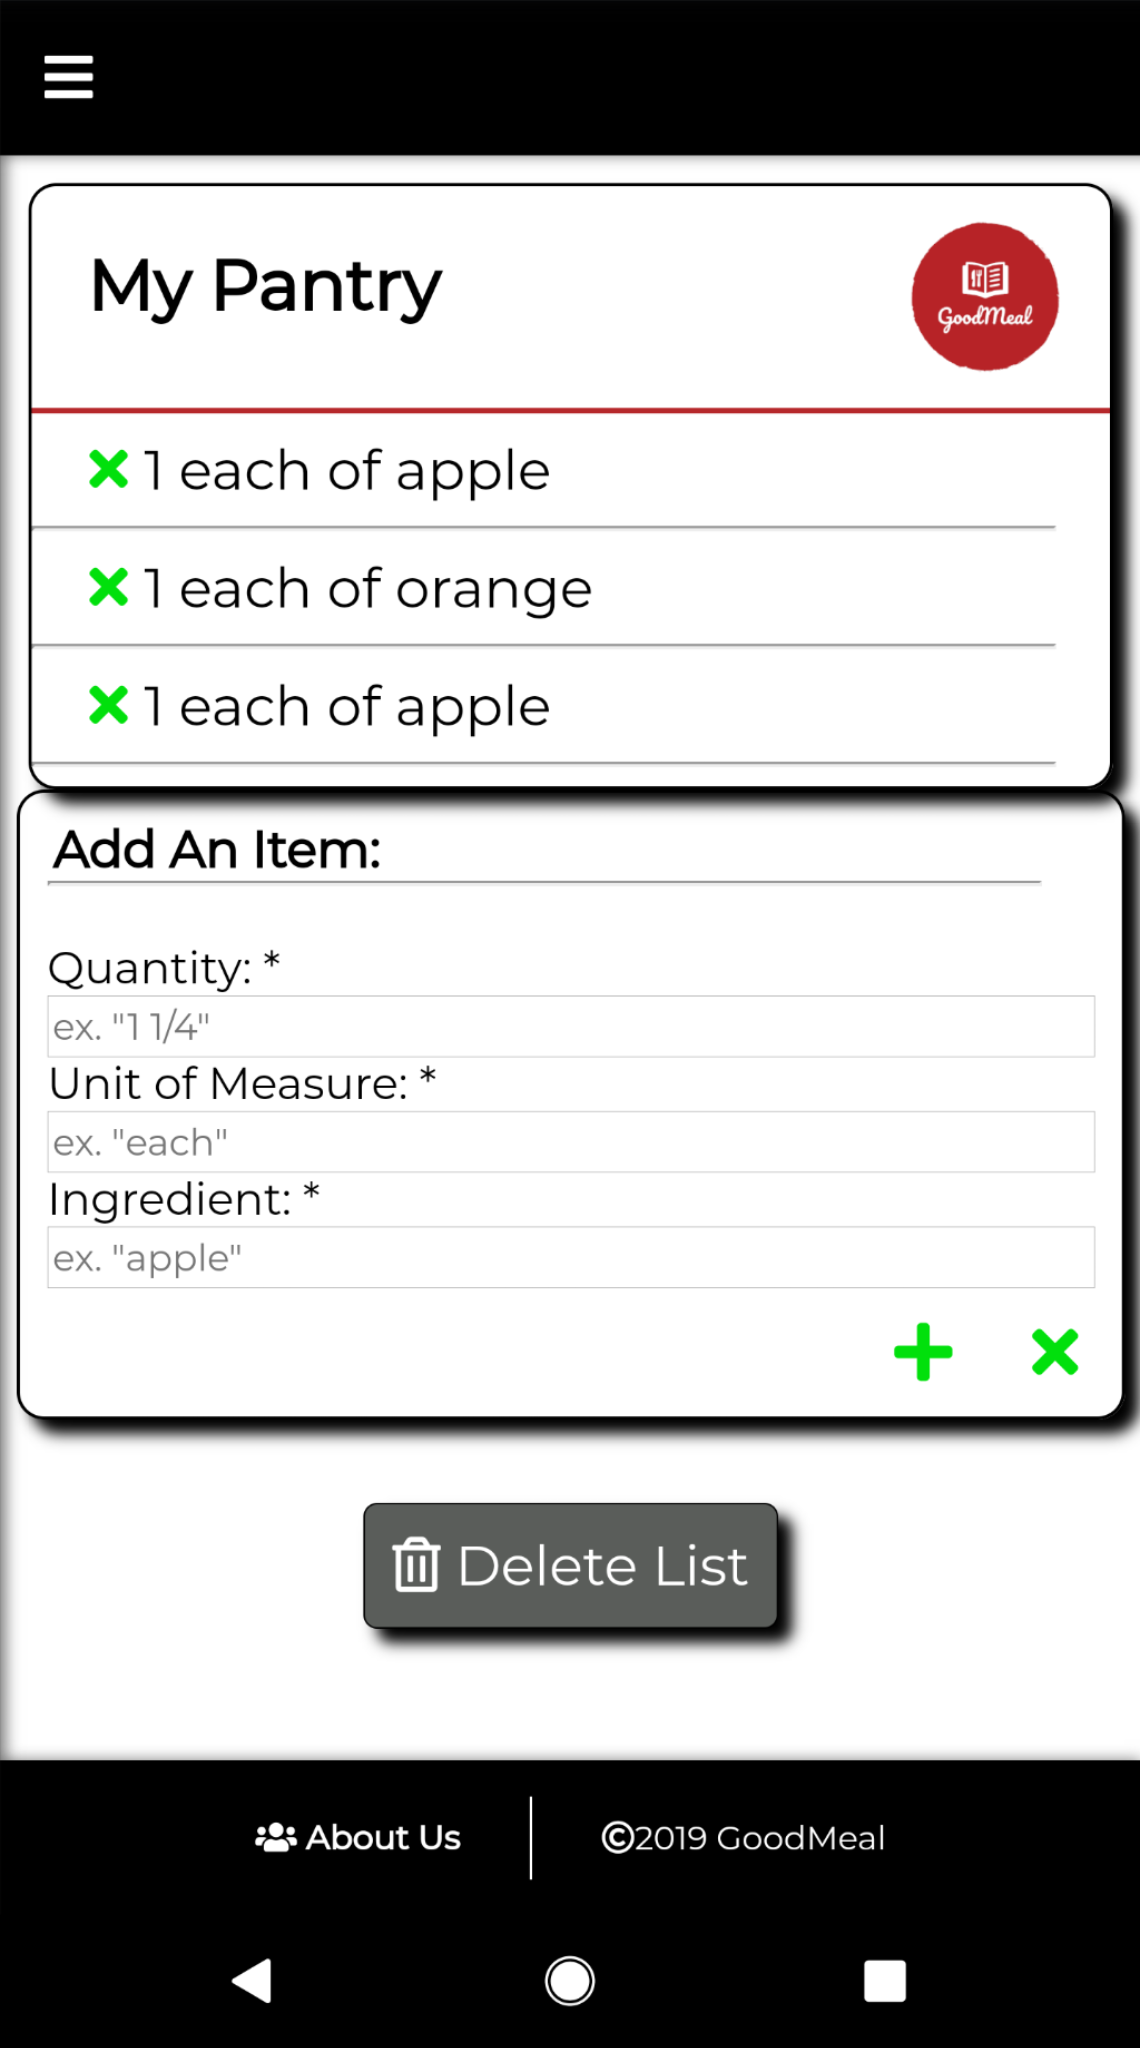 My Pantry
GoodMeal
1 each of apple
1 each of orange
1 each of apple
Add An Item:
Quantity: *
ex. "1 1/4"
Unit of Measure: *
ex. "each"
Ingredient: *
ex. "apple"
Delete List
About Us
©2019 GoodMeal